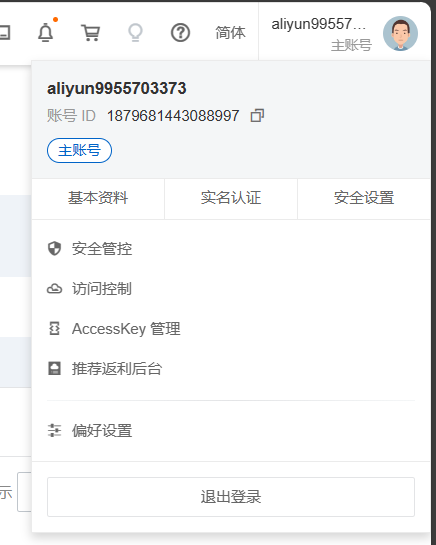 简体
aliyun99557...
主账号
aliyun9955703373
账号 ID 1879681443088997
主账号
基本资料 实名认证 安全设置
安全管控
访问控制
AccessKey 管理
推荐返利后台
偏好设置
示
退出登录